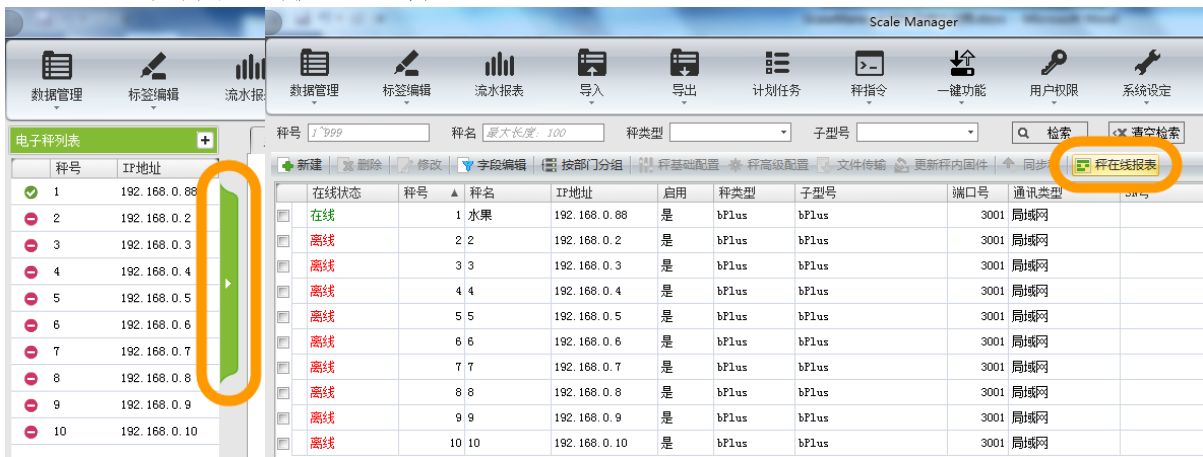 Scale Manager
数据管理 标签编辑 流水报
数据管理 标签编辑 流水报表 导入 导出 计划任务 秤指令 一键功能 用户权限 系统设定
电子秤列表
秤号 1~999 秤名 最大长度: 100 秤类型 子型号 检索 清空检索
新建 删除 修改 字段编辑 按部门分组 秤基础配置 秤高级配置 文件传输 更新秤内固件 同步 秤在线报表
秤号 IP地址
1 192.168.0.88
2 192.168.0.2
3 192.168.0.3
4 192.168.0.4
5 192.168.0.5
6 192.168.0.6
7 192.168.0.7
8 192.168.0.8
9 192.168.0.9
10 192.168.0.10
在线状态 秤号 秤名 IP地址 启用 秤类型 子型号 端口号 通讯类型
在线 1 水果 192.168.0.88 是 bPlus bPlus 3001 局域网
离线 2 2 192.168.0.2 是 bPlus bPlus 3001 局域网
离线 3 3 192.168.0.3 是 bPlus bPlus 3001 局域网
离线 4 4 192.168.0.4 是 bPlus bPlus 3001 局域网
离线 5 5 192.168.0.5 是 bPlus bPlus 3001 局域网
离线 6 6 192.168.0.6 是 bPlus bPlus 3001 局域网
离线 7 7 192.168.0.7 是 bPlus bPlus 3001 局域网
离线 8 8 192.168.0.8 是 bPlus bPlus 3001 局域网
离线 9 9 192.168.0.9 是 bPlus bPlus 3001 局域网
离线 10 10 192.168.0.10 是 bPlus bPlus 3001 局域网